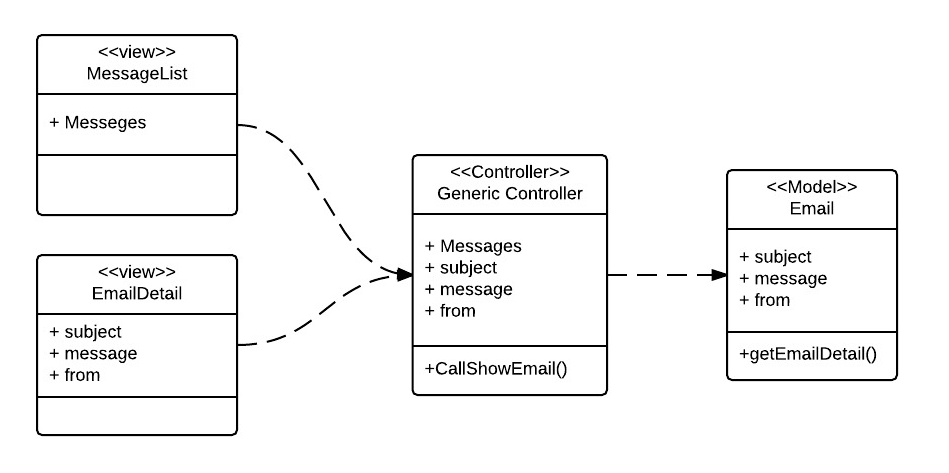 <<view>>
MessageList
+ Messeges
<<view>>
EmailDetail
+ subject
+ message
+ from
<<Controller>>
Generic Controller
+ Messages
+ subject
+ message
+ from
+CallShowEmail()
<<Model>>
Email
+ subject
+ message
+ from
+getEmailDetail()